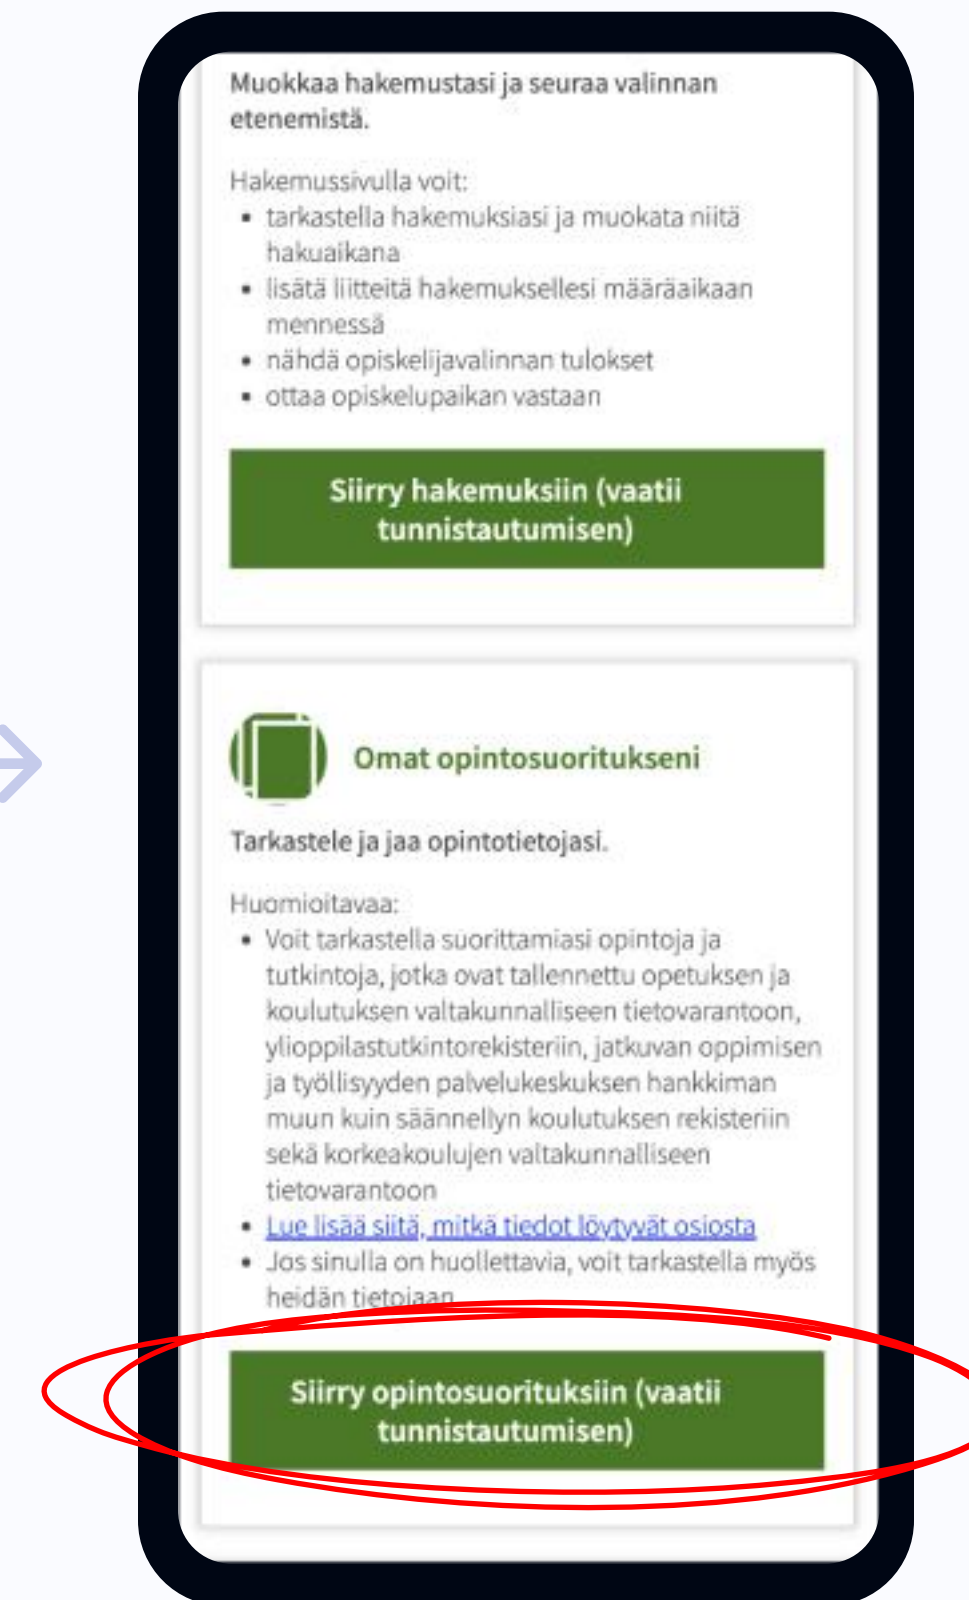 Muokkaa hakemustasi ja seuraa valinnan
etenemistä.
Hakemussivulla voit:
• tarkastella hakemuksiasi ja muokata niitä
hakuaikana
• lisätä liitteitä hakemuksellesi määräaikaan
mennessä
• nähdä opiskelijavalinnan tulokset
• ottaa opiskelupaikan vastaan
Siirry hakemuksiin (vaatii
tunnistautumisen)
Omat opintosuoritukseni
Tarkastele ja jaa opintotietojasi.
Huomioitavaa:
• Voit tarkastella suorittamiasi opintoja ja
tutkintoja, jotka ovat tallennettu opetuksen ja
koulutuksen valtakunnalliseen tietovarantoon,
ylioppilastutkintorekisteriin, jatkuvan oppimisen
ja työllisyyden palvelukeskuksen hankkiman
muun kuin säännellyn koulutuksen rekisteriin
sekä korkeakoulujen valtakunnalliseen
tietovarantoon
• Lue lisää siitä, mitkä tiedot löytyvät osiosta
• Jos sinulla on huollettavia, voit tarkastella myös
heidän tietojaan
Siirry opintosuorituksiin (vaatii
tunnistautumisen)